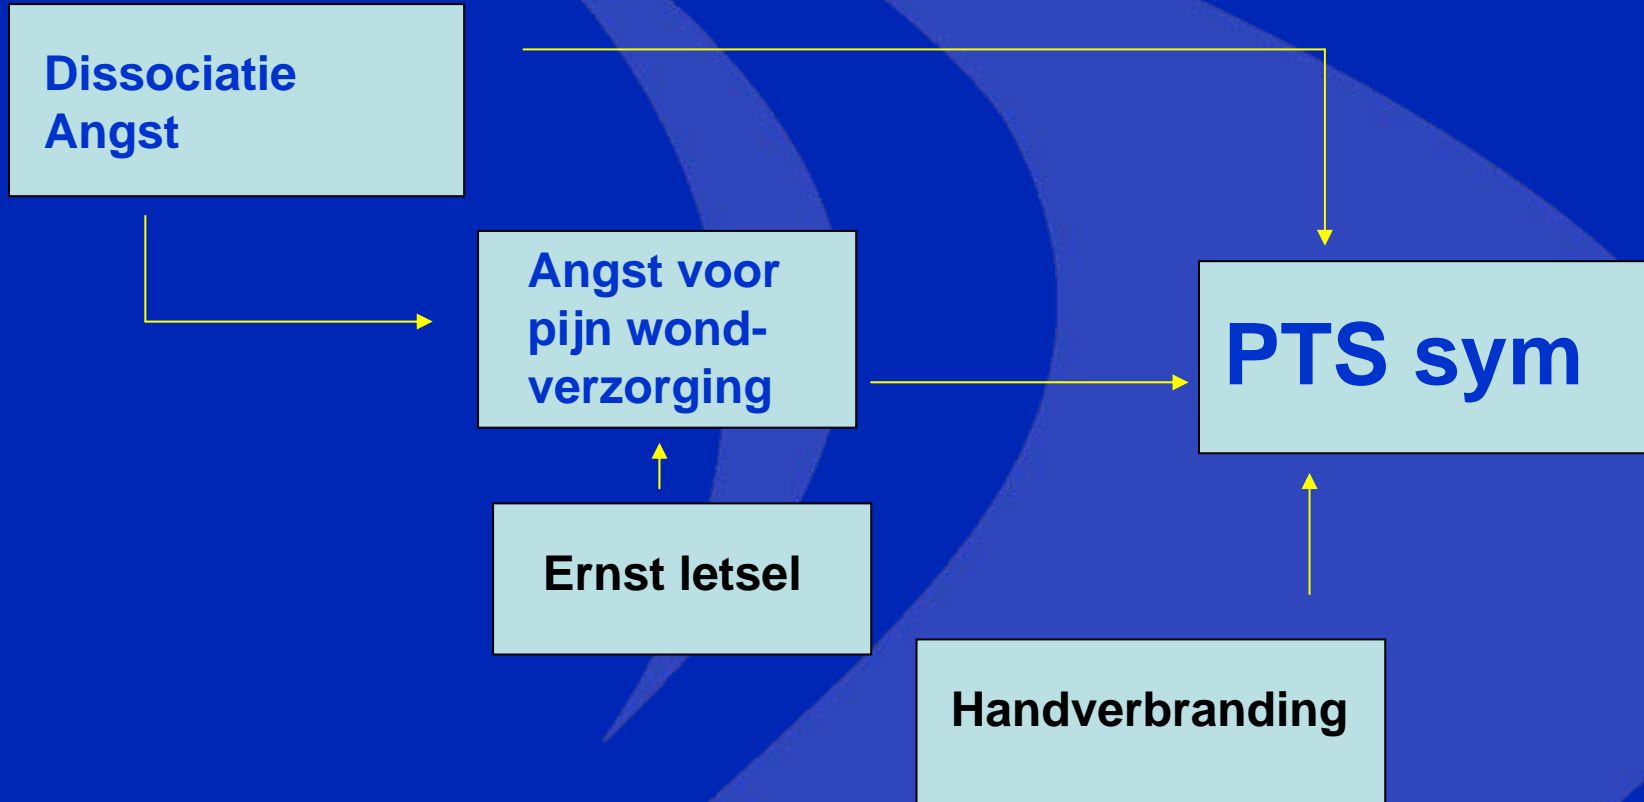 Dissociatie
Angst
Angst voor
pijn wond-
verzorging
PTS sym
Ernst letsel
Handverbranding